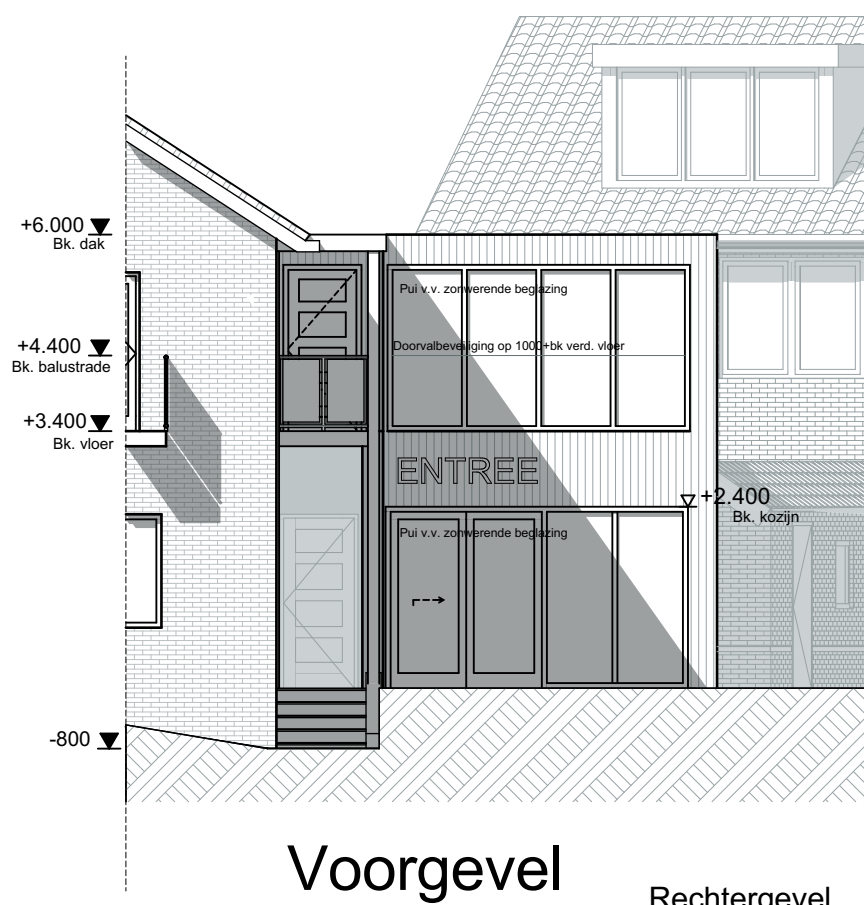 +6.000
Bk. dak
Pui v.v. zonwerende beglazing
+4.400
Bk. balustrade
Doorvalbeveiliging op 1000+bk verd. vloer
+3.400
Bk. vloer
ENTREE
+2.400
Bk. kozijn
Pui v.v. zonwerende beglazing
-800
Voorgevel
Rechtergevel